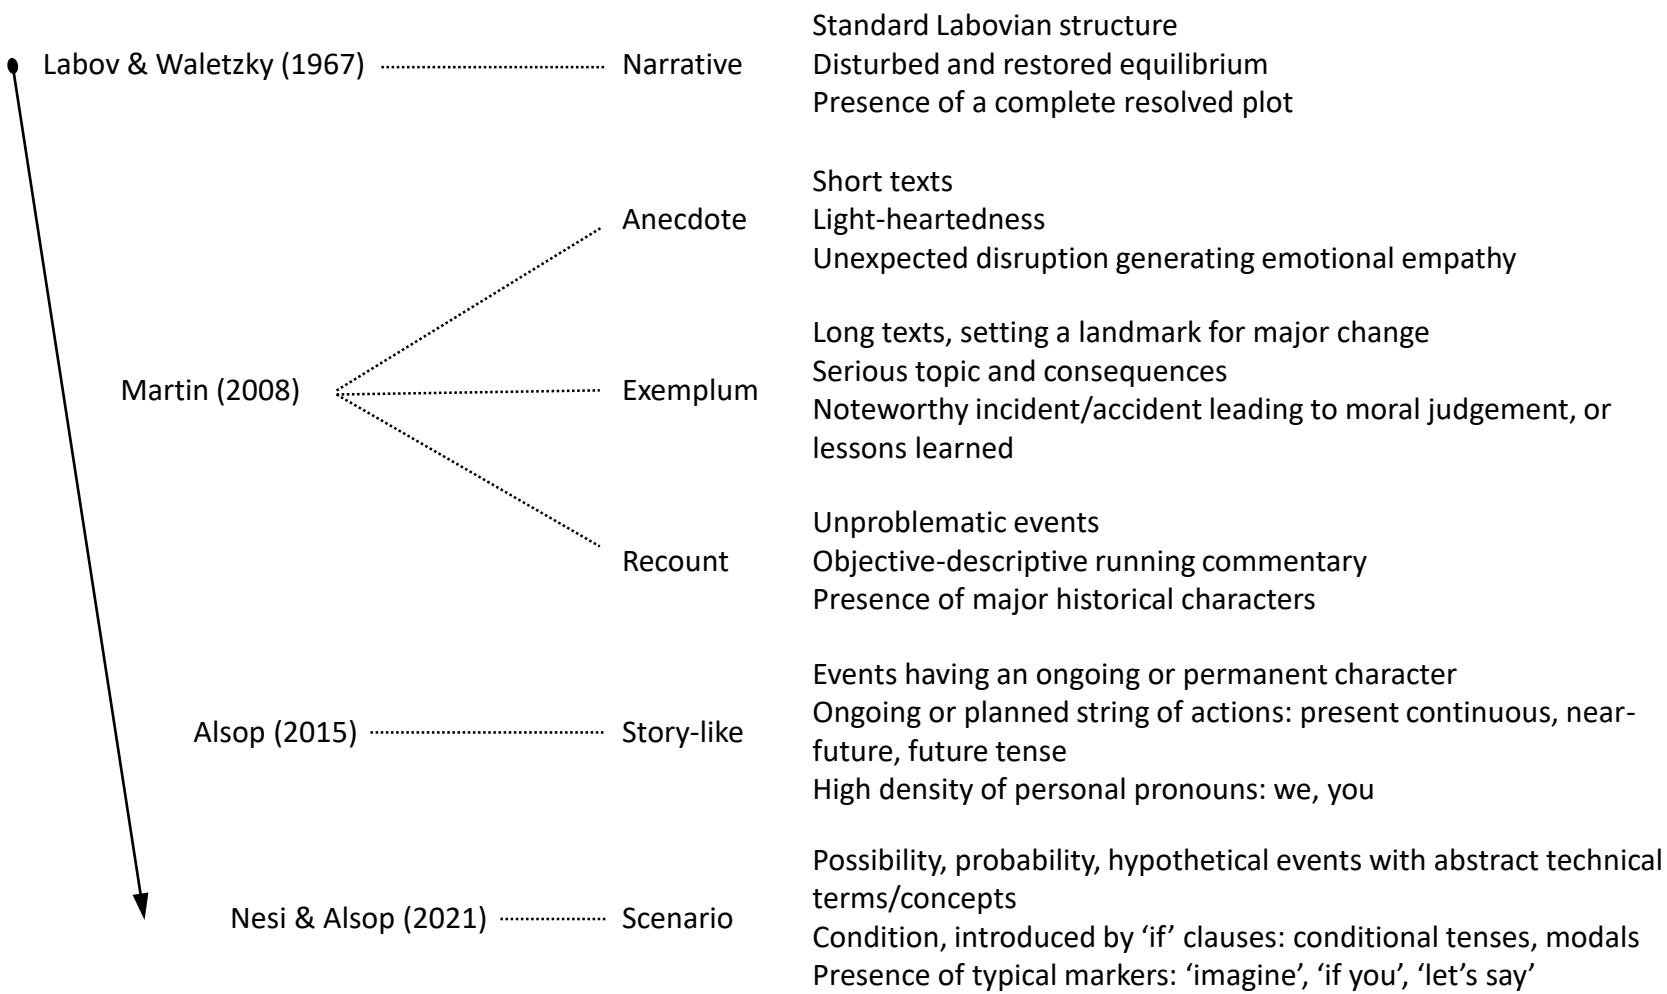 Labov & Waletzky (1967)
Narrative
Standard Labovian structure
Disturbed and restored equilibrium
Presence of a complete resolved plot
Martin (2008)
Anecdote
Short texts
Light-heartedness
Unexpected disruption generating emotional empathy
Exemplum
Long texts, setting a landmark for major change
Serious topic and consequences
Noteworthy incident/accident leading to moral judgement, or
lessons learned
Recount
Unproblematic events
Objective-descriptive running commentary
Presence of major historical characters
Alsop (2015)
Story-like
Events having an ongoing or permanent character
Ongoing or planned string of actions: present continuous, near-
future, future tense
High density of personal pronouns: we, you
Nesi & Alsop (2021)
Scenario
Possibility, probability, hypothetical events with abstract technical
terms/concepts
Condition, introduced by ‘if’ clauses: conditional tenses, modals
Presence of typical markers: ‘imagine’, ‘if you’, ‘let’s say’